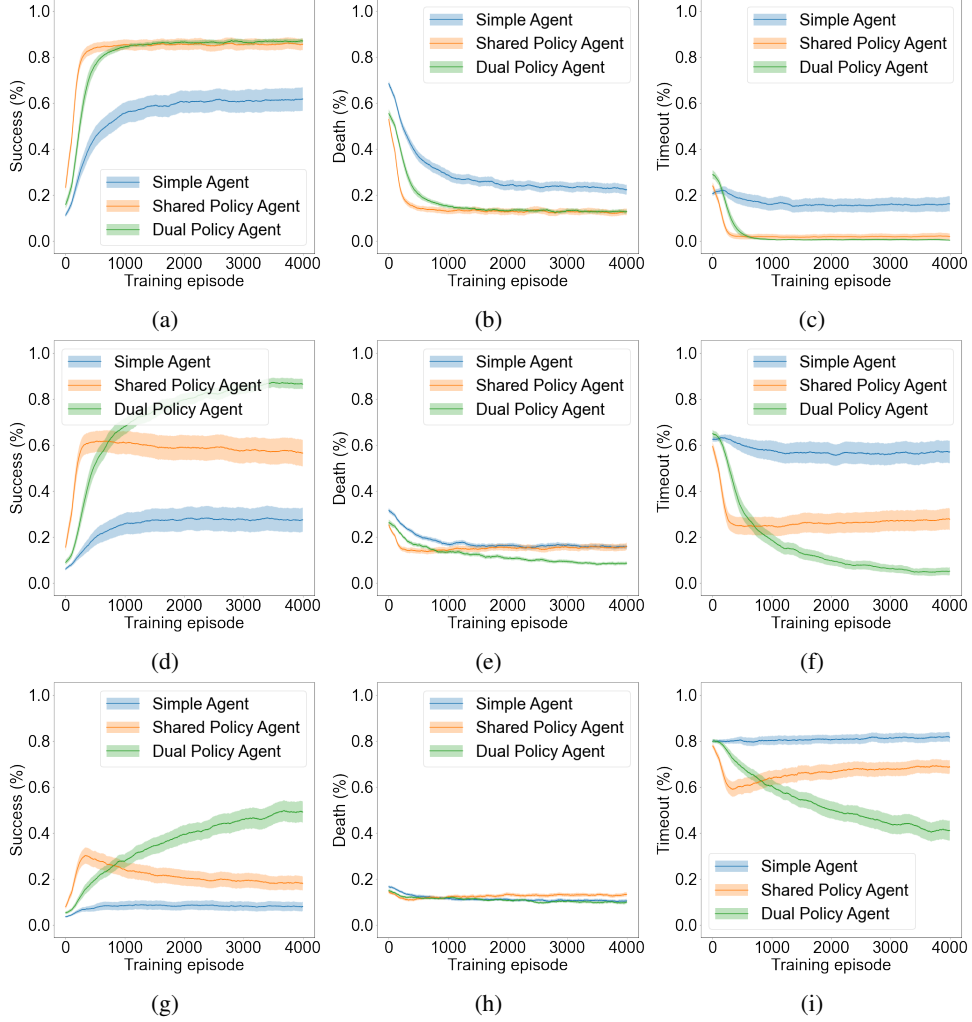 Success (%)
1.0
0.8
0.6
0.4
0.2
0.0
Simple Agent
Shared Policy Agent
Dual Policy Agent
0 1000 2000 3000 4000
Training episode
(a)
Death (%)
1.0
0.8
0.6
0.4
0.2
0.0
Simple Agent
Shared Policy Agent
Dual Policy Agent
0 1000 2000 3000 4000
Training episode
(b)
Timeout (%)
1.0
0.8
0.6
0.4
0.2
0.0
Simple Agent
Shared Policy Agent
Dual Policy Agent
0 1000 2000 3000 4000
Training episode
(c)
Success (%)
1.0
0.8
0.6
0.4
0.2
0.0
Simple Agent
Shared Policy Agent
Dual Policy Agent
0 1000 2000 3000 4000
Training episode
(d)
Death (%)
1.0
0.8
0.6
0.4
0.2
0.0
Simple Agent
Shared Policy Agent
Dual Policy Agent
0 1000 2000 3000 4000
Training episode
(e)
Timeout (%)
1.0
0.8
0.6
0.4
0.2
0.0
Simple Agent
Shared Policy Agent
Dual Policy Agent
0 1000 2000 3000 4000
Training episode
(f)
Success (%)
1.0
0.8
0.6
0.4
0.2
0.0
Simple Agent
Shared Policy Agent
Dual Policy Agent
0 1000 2000 3000 4000
Training episode
(g)
Death (%)
1.0
0.8
0.6
0.4
0.2
0.0
Simple Agent
Shared Policy Agent
Dual Policy Agent
0 1000 2000 3000 4000
Training episode
(h)
Timeout (%)
1.0
0.8
0.6
0.4
0.2
0.0
Simple Agent
Shared Policy Agent
Dual Policy Agent
0 1000 2000 3000 4000
Training episode
(i)